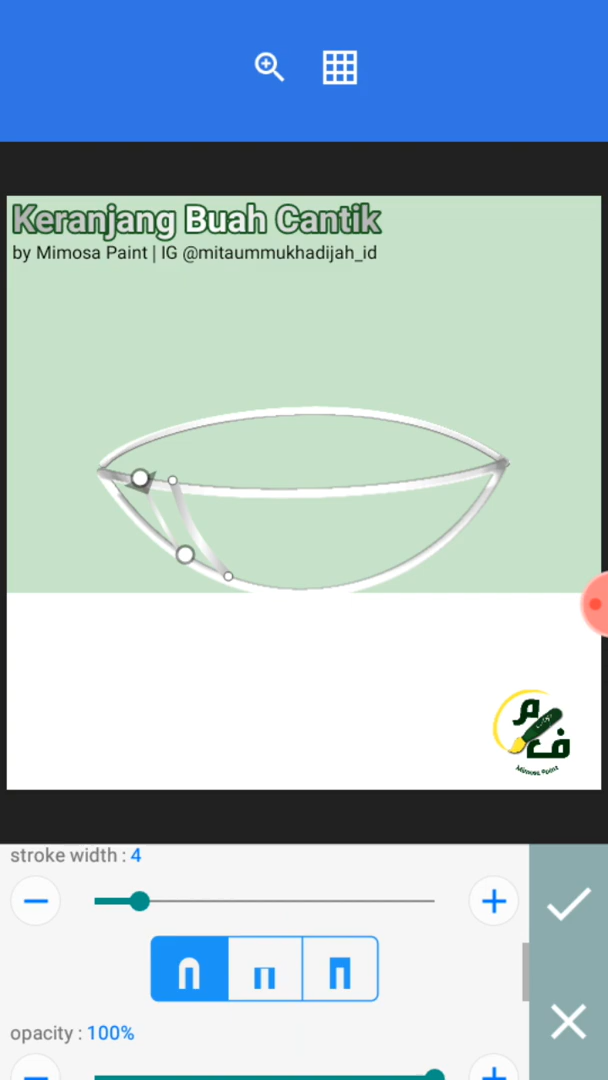 Keranjang Buah Cantik
by Mimosa Paint | IG @mitaummukhadijah_id
م
ف
Mimosa Paint
stroke width : 4
opacity : 100%